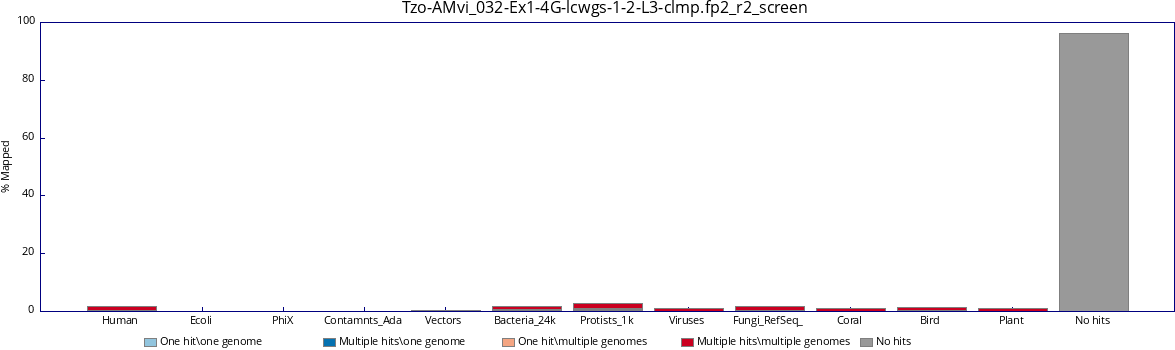 Tzo-AMvi_032-Ex1-4G-lcwgs-1-2-L3-clmp.fp2_r2_screen
100
80
60
40
20
0
% Mapped
Human Ecoli PhiX Contamnts_Ada Vectors Bacteria_24k Protists_1k Viruses Fungi_RefSeq_ Coral Bird Plant No hits
One hit\one genome Multiple hits\one genome One hit\multiple genomes Multiple hits\multiple genomes No hits